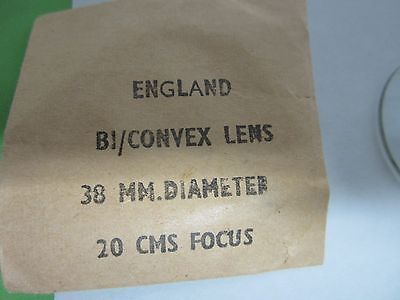 ENGLAND
BI/CONVEX LENS
38 MM.DIAMETER
20 CMS FOCUS